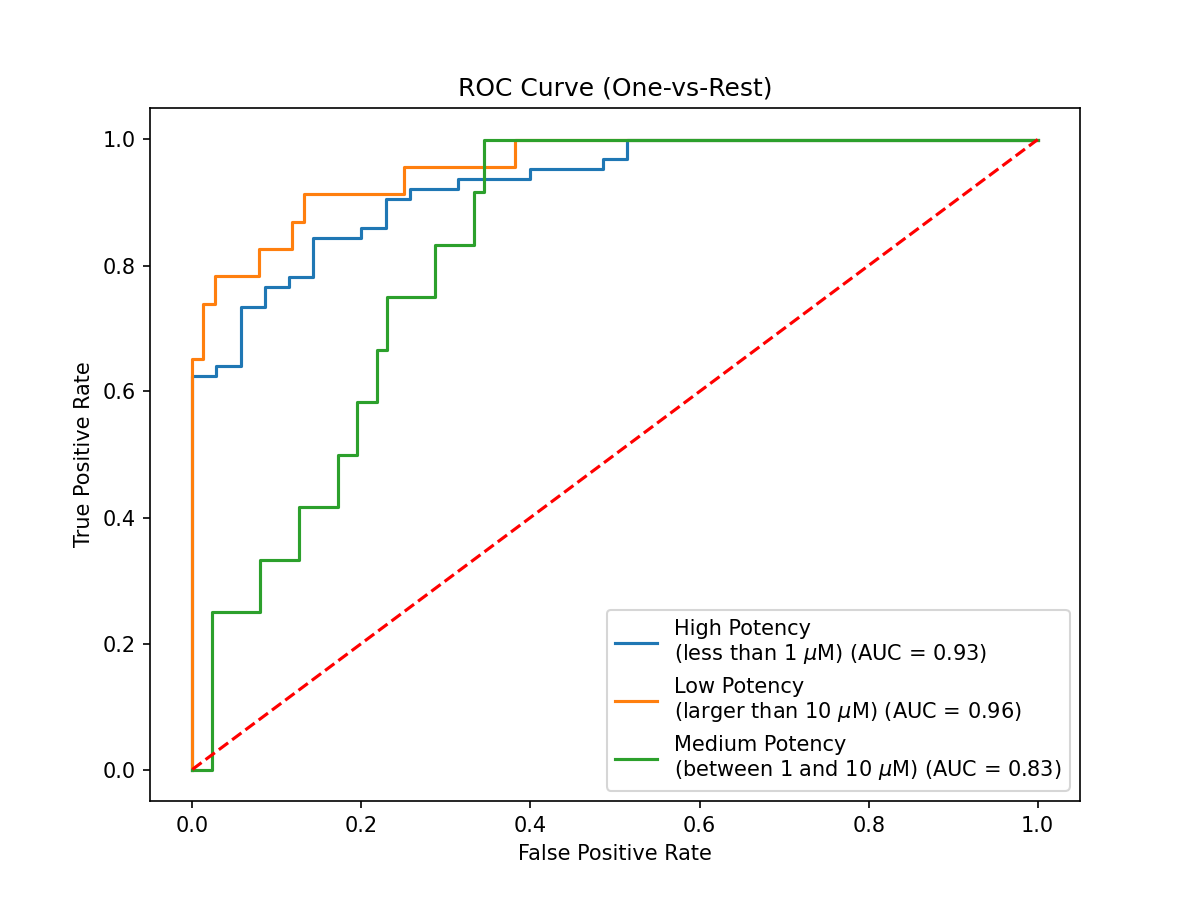 ROC Curve (One-vs-Rest)
True Positive Rate
1.0
0.8
0.6
0.4
0.2
0.0
High Potency
(less than 1 μM) (AUC = 0.93)
Low Potency
(larger than 10 μM) (AUC = 0.96)
Medium Potency
(between 1 and 10 μM) (AUC = 0.83)
0.0 0.2 0.4 0.6 0.8 1.0
False Positive Rate